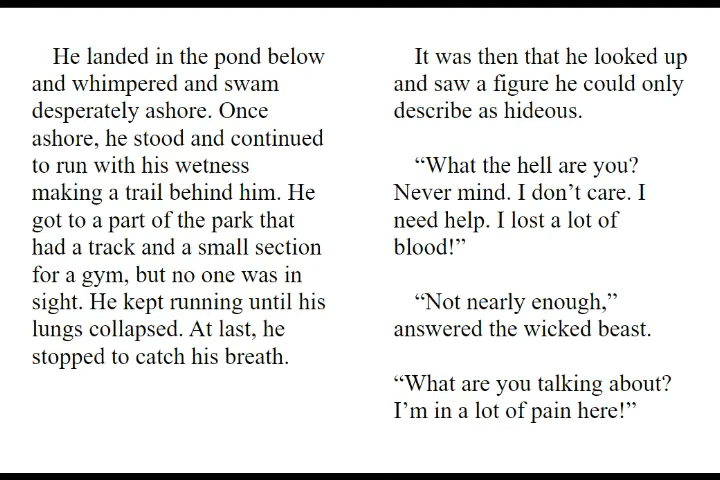 He landed in the pond below
and whimpered and swam
desperately ashore. Once
ashore, he stood and continued
to run with his wetness
making a trail behind him. He
got to a part of the park that
had a track and a small section
for a gym, but no one was in
sight. He kept running until his
lungs collapsed. At last, he
stopped to catch his breath.
It was then that he looked up
and saw a figure he could only
describe as hideous.
“What the hell are you?
Never mind. I don’t care. I
need help. I lost a lot of
blood!”
“Not nearly enough,”
answered the wicked beast.
“What are you talking about?
I’m in a lot of pain here!”